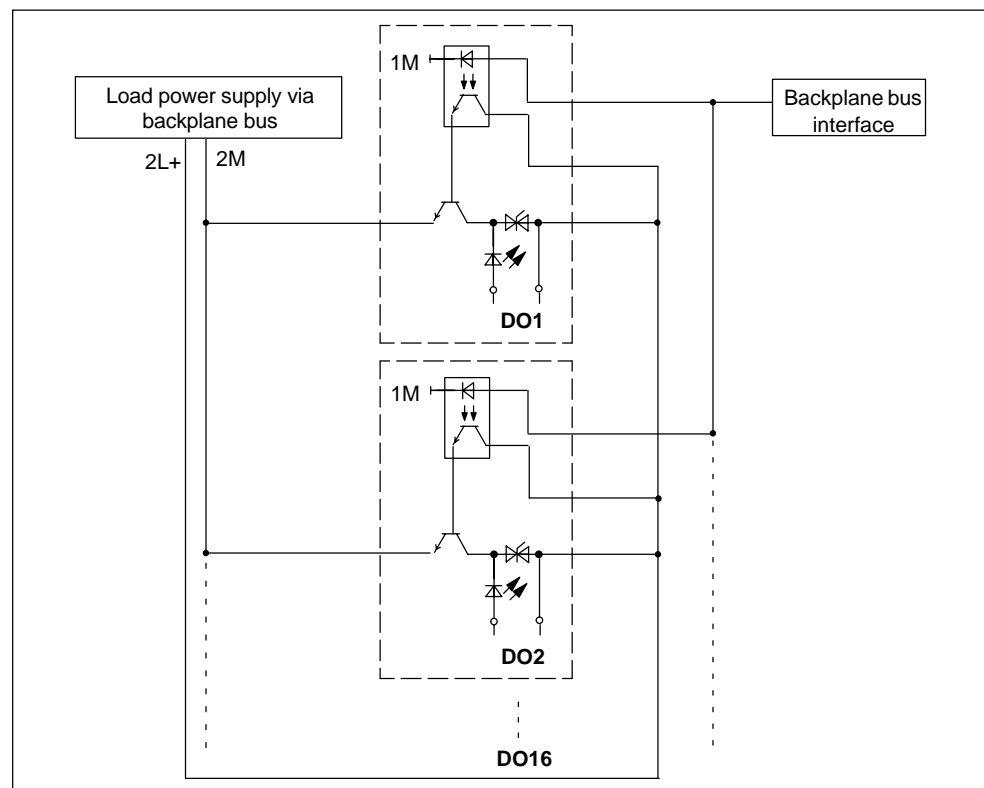 1M
Load power supply via
backplane bus
Backplane bus
interface
2L+
2M
DO1
1M
DO2
DO16